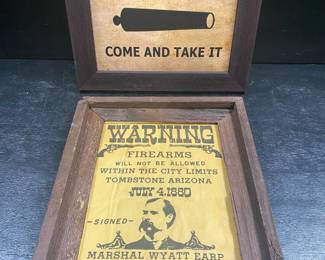 COME AND TAKE IT
WARNING
FIREARMS
WILL NOT BE ALLOWED
WITHIN THE CITY LIMITS
TOMBSTONE ARIZONA
JULY 4.1880
-SIGNED-
MARSHAL WYATT EARP